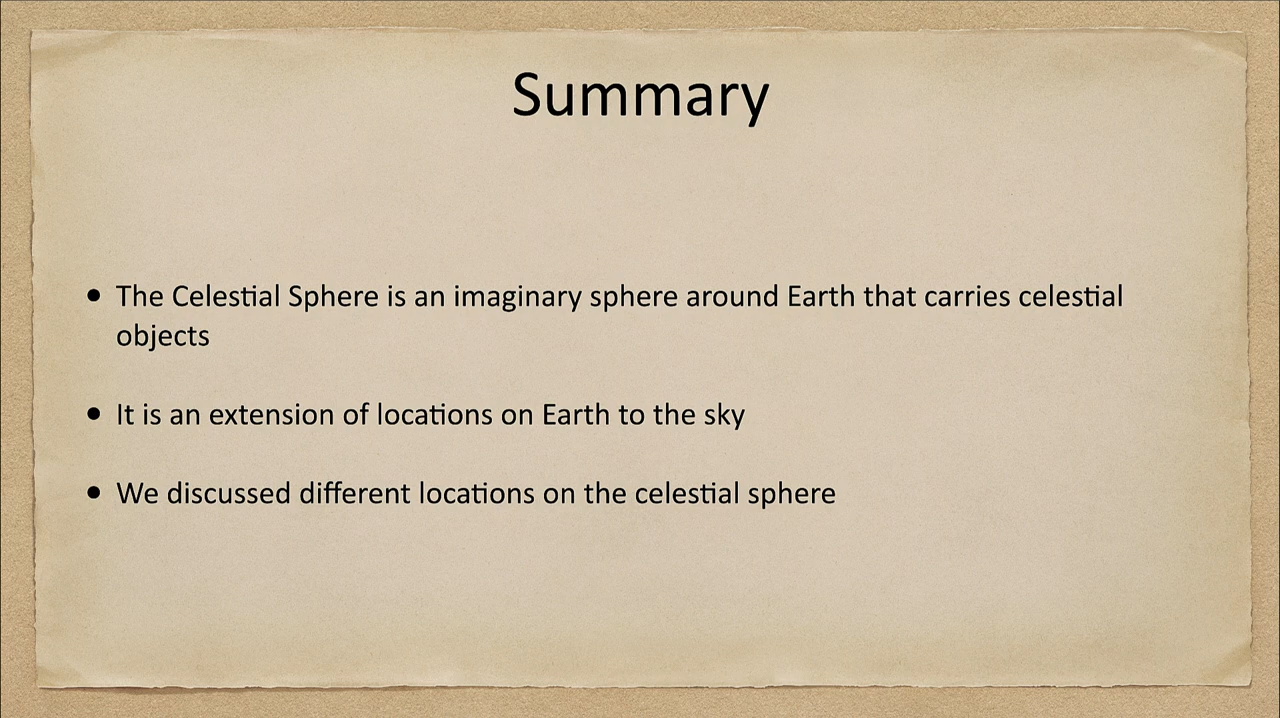 Summary
• The Celestial Sphere is an imaginary sphere around Earth that carries celestial
objects
• It is an extension of locations on Earth to the sky
• We discussed different locations on the celestial sphere